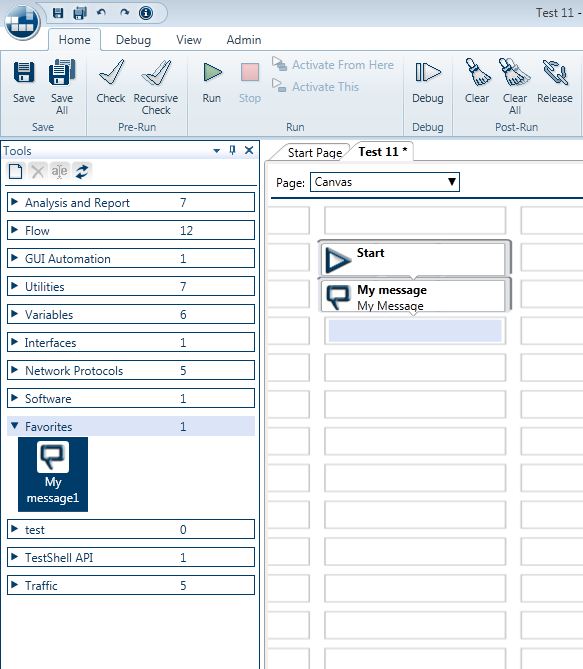 Test 11 -
Home Debug View Admin
Save Save All Check Recursive Check Run Stop Activate From Here Activate This Debug Clear Clear All Release
Save Pre-Run Run Debug Post-Run
Tools
Start Page Test 11 *
abe
Page: Canvas
Analysis and Report 7
Flow 12
GUI Automation 1
Utilities 7
Variables 6
Interfaces 1
Network Protocols 5
Software 1
Favorites 1
My
message1
test 0
TestShell API 1
Traffic 5
Start
My message
My Message